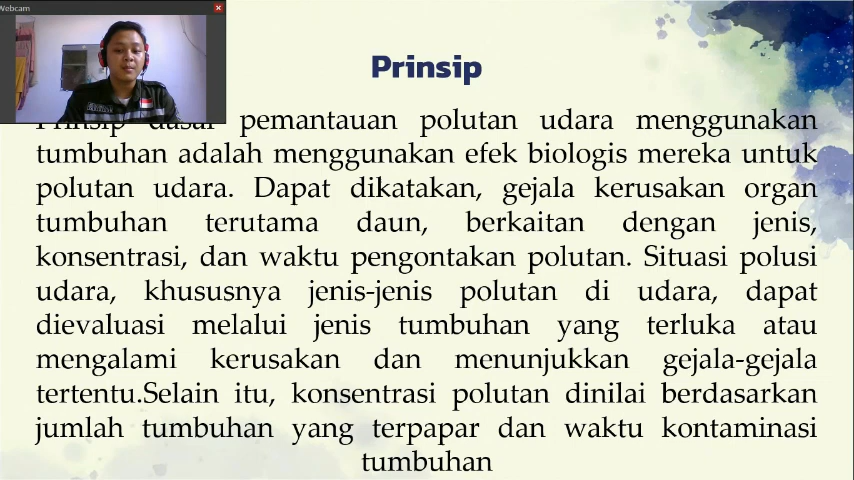 Webcam
Prinsip
Prinsip dasar pemantauan polutan udara menggunakan
tumbuhan adalah menggunakan efek biologis mereka untuk
polutan udara. Dapat dikatakan, gejala kerusakan organ
tumbuhan terutama daun, berkaitan dengan jenis,
konsentrasi, dan waktu pengontakan polutan. Situasi polusi
udara, khususnya jenis-jenis polutan di udara, dapat
dievaluasi melalui jenis tumbuhan yang terluka atau
mengalami kerusakan dan menunjukkan gejala-gejala
tertentu.Selain itu, konsentrasi polutan dinilai berdasarkan
jumlah tumbuhan yang terpapar dan waktu kontaminasi
tumbuhan